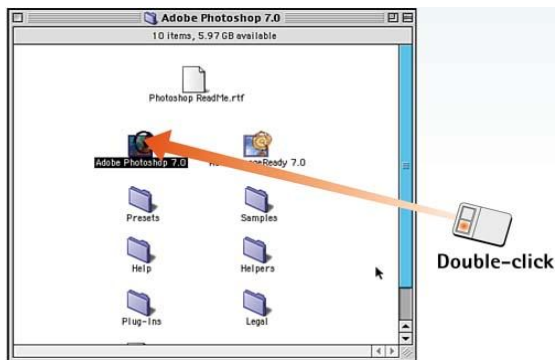 Adobe Photoshop 7.0
10 items, 5.97 GB available
Photoshop ReadMe.rtf
Adobe Photoshop 7.0
Ready 7.0
Presets
Samples
Double-click
Help
Helpers
Plug-Ins
Legal